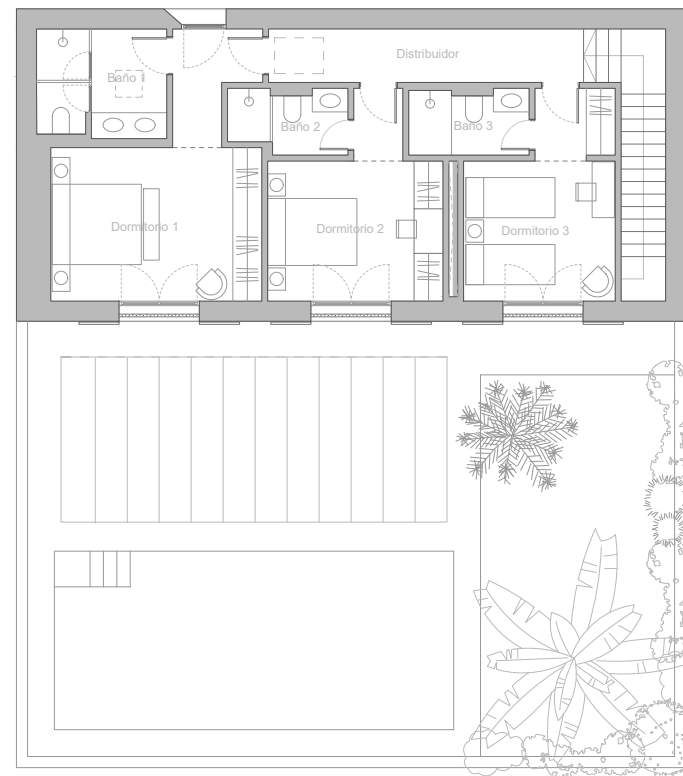 Distribuidor
Baño 1
Baño 2
Baño 3
Dormitorio 1
Dormitorio 2
Dormitorio 3